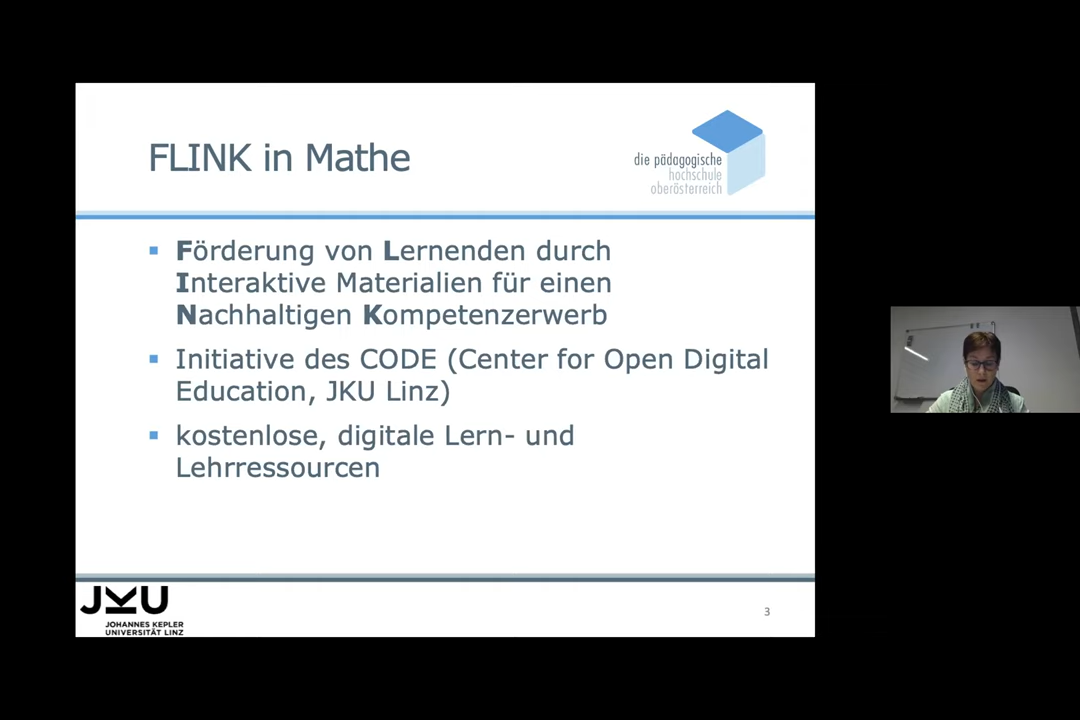 FLINK in Mathe
die pädagogische
hochschule
oberösterreich
▪ Förderung von Lernenden durch
Interaktive Materialien für einen
Nachhaltigen Kompetenzerwerb
▪ Initiative des CODE (Center for Open Digital
Education, JKU Linz)
▪ kostenlose, digitale Lern- und
Lehrressourcen
JKU
JOHANNES KEPLER
UNIVERSITÄT LINZ
3